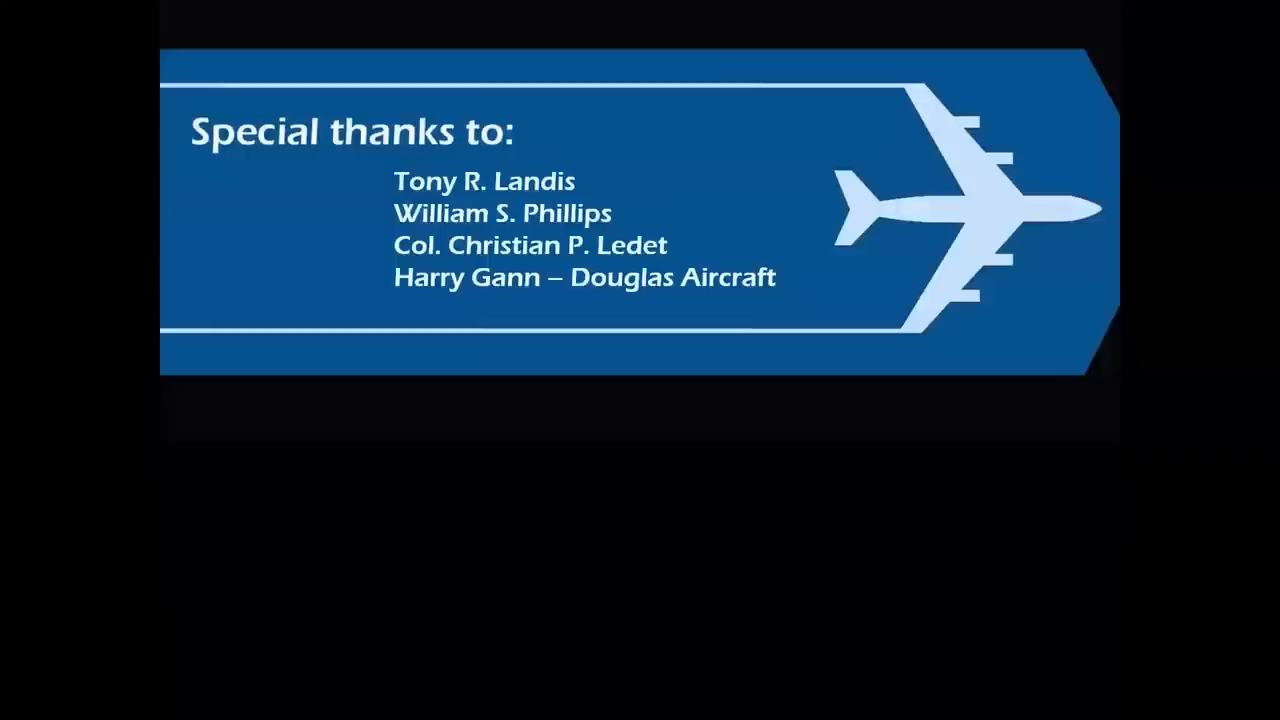 Special thanks to:
Tony R. Landis
William S. Phillips
Col. Christian P. Ledet
Harry Gann – Douglas Aircraft